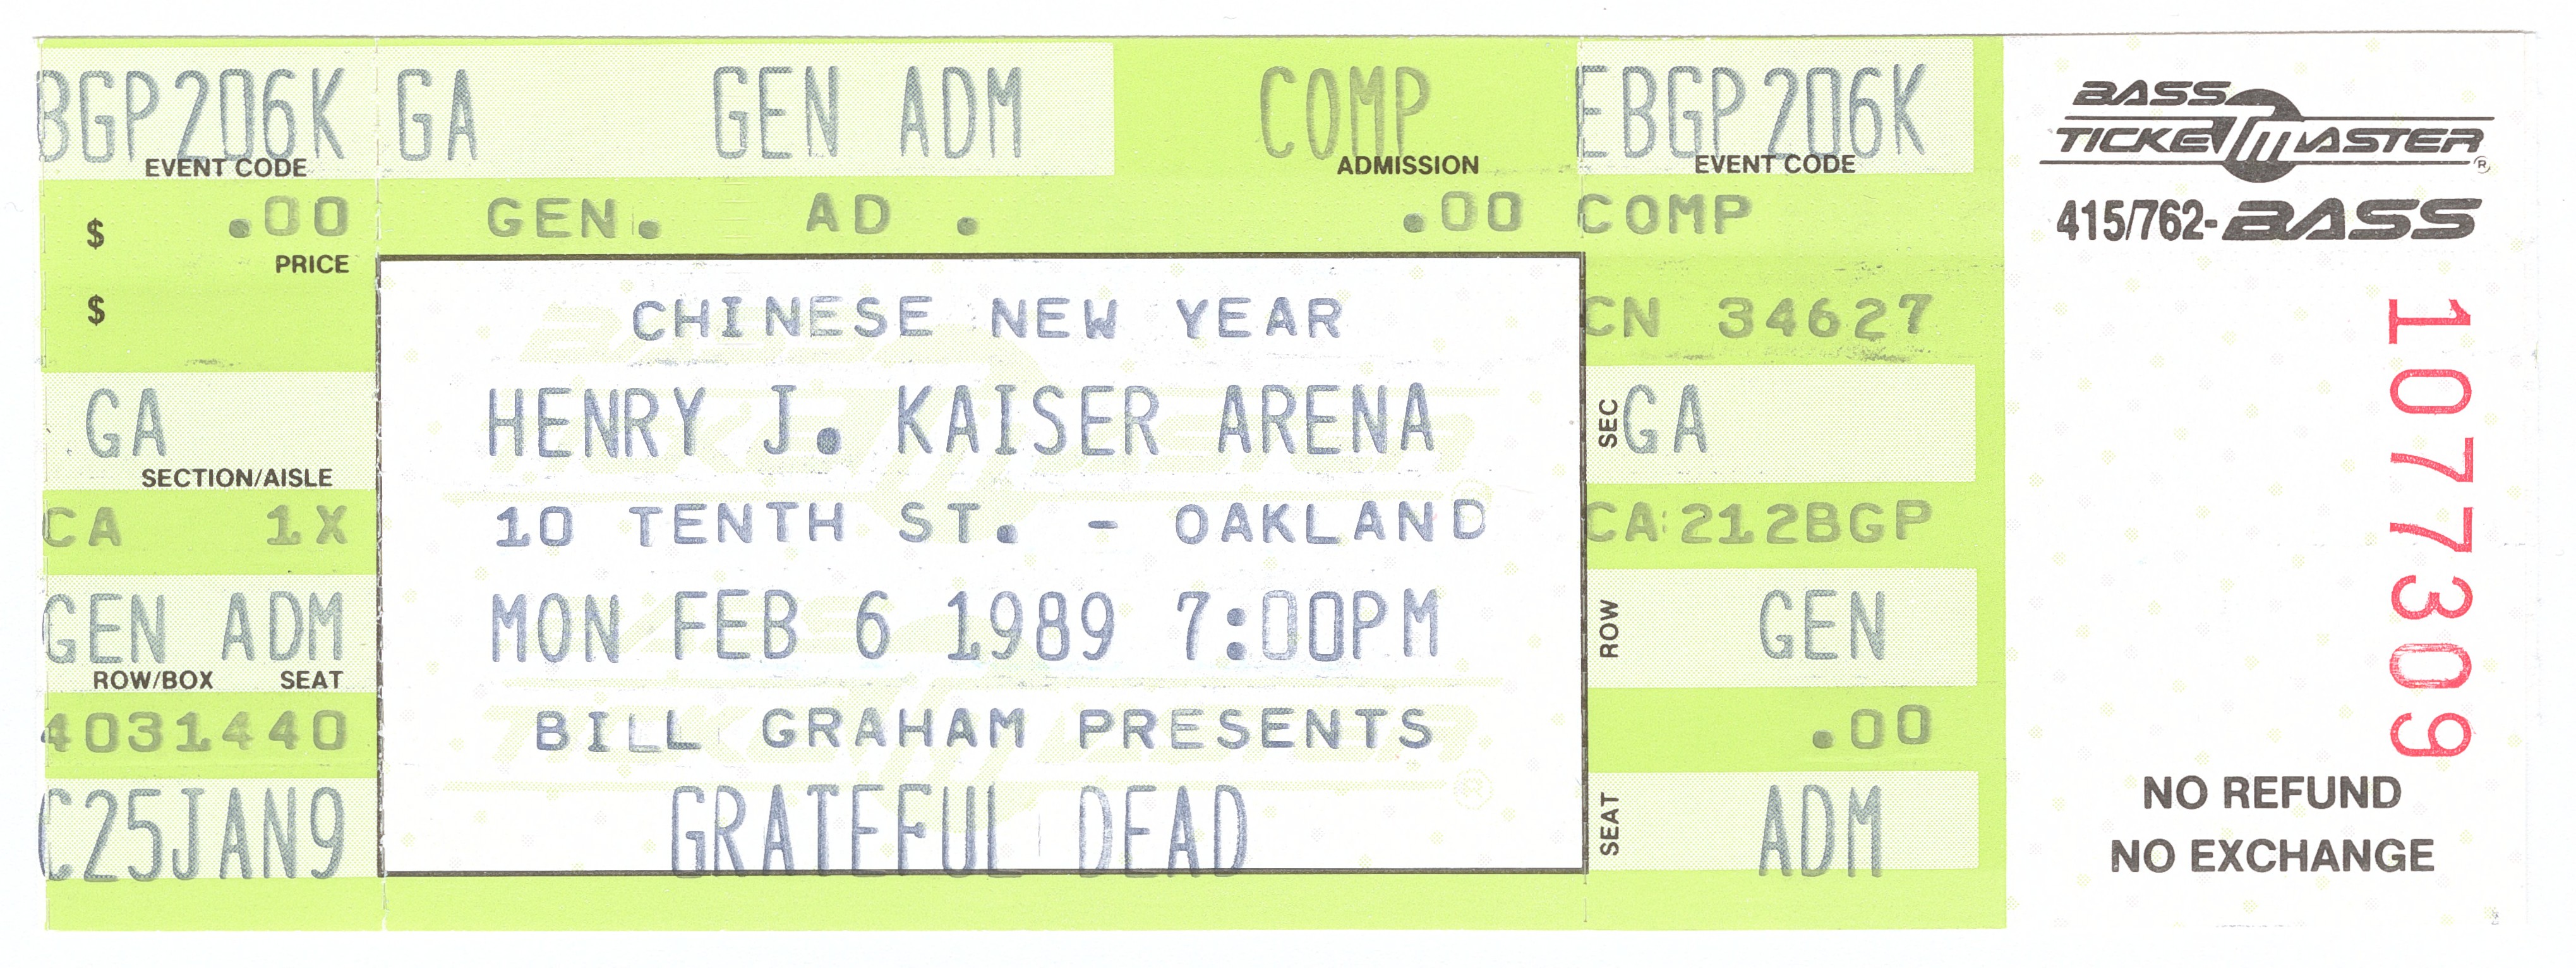 BGP206K GA GEN ADM COMP EBGP206K
EVENT CODE ADMISSION EVENT CODE
$ .00 GEN. AD . .00 COMP
PRICE
$
CHINESE NEW YEAR
HENRY J. KAISER ARENA
10 TENTH ST. - OAKLAND
MON FEB 6 1989 7:00PM
BILL GRAHAM PRESENTS
GRATEFUL DEAD
GA
SECTION/AISLE
CA 1X
GEN ADM
ROW/BOX SEAT
4031440
C25JAN9
CN 34627
SEC GA
CA 212BGP
ROW GEN
.00
SEAT ADM
BASS
TICKETMASTER®
415/762-BASS
1077309
NO REFUND
NO EXCHANGE